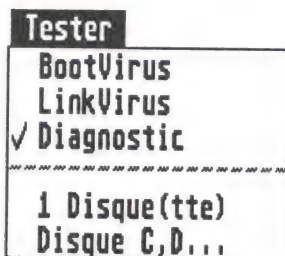 Tester
BootVirus
LinkVirus
✓ Diagnostic
1 Disque(tte)
Disque C,D...